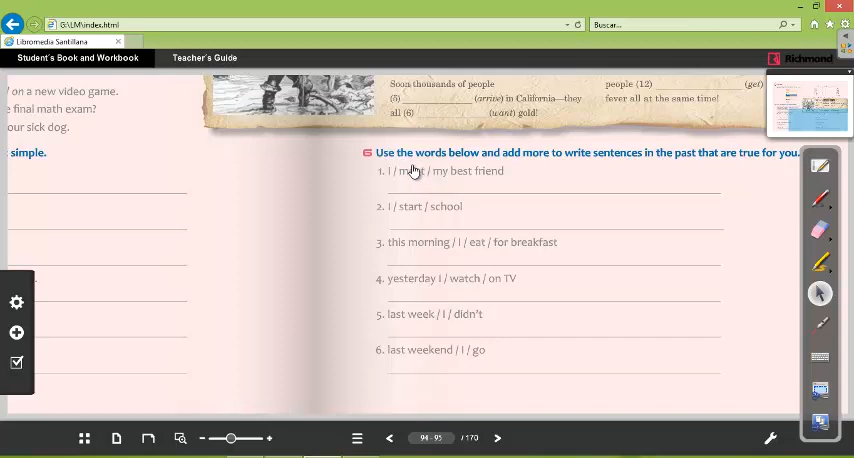 G:\LM\index.html
Buscar...
Libromedia Santillana
Student's Book and Workbook
Teacher's Guide
Richmond
on a new video game.
e final math exam?
our sick dog.
simple.
Soon thousands of people
(5) (arrive) in California—they
all (6) (want) gold!
people (12) (get)
fever all at the same time!
6 Use the words below and add more to write sentences in the past that are true for you.
1. I / meet / my best friend
2. I / start / school
3. this morning / I / eat / for breakfast
4. yesterday I / watch / on TV
5. last week / I / didn't
6. last weekend / I / go
94 - 95 / 170